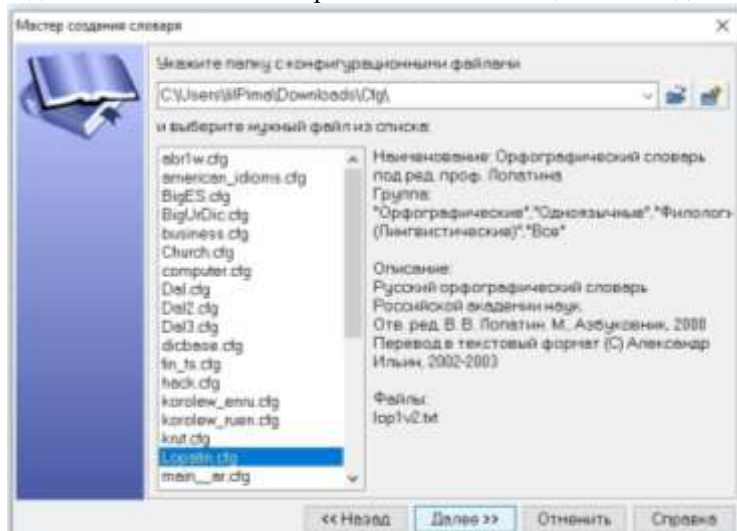 Мастер создания словаря
Укажите папку с конфигурационными файлами
C:\Users\IIPima\Downloads\Cfg\
и выберите нужный файл из списка:
abr1w.cfg
american_idioms.cfg
BigES.cfg
BigUrDic.cfg
business.cfg
Church.cfg
computer.cfg
Dal.cfg
Dal2.cfg
Dal3.cfg
dicbase.cfg
fin_ts.cfg
hack.cfg
korolew_enru.cfg
korolew_ruen.cfg
krut.cfg
Lopatin.cfg
main__ar.cfg
Наименование: Орфографический словарь
под ред. проф. Лопатина
Группа:
"Орфографические","Одноязычные","Филологи
(Лингвистические)","Все"
Описание:
Русский орфографический словарь
Российской академии наук.
Отв. ред. В. В. Лопатин. М., Азбуковник, 2000
Перевод в текстовый формат (C) Александр
Ильин, 2002-2003
Файлы:
lop1v2.txt
<< Назад
Далее >>
Отменить
Справка